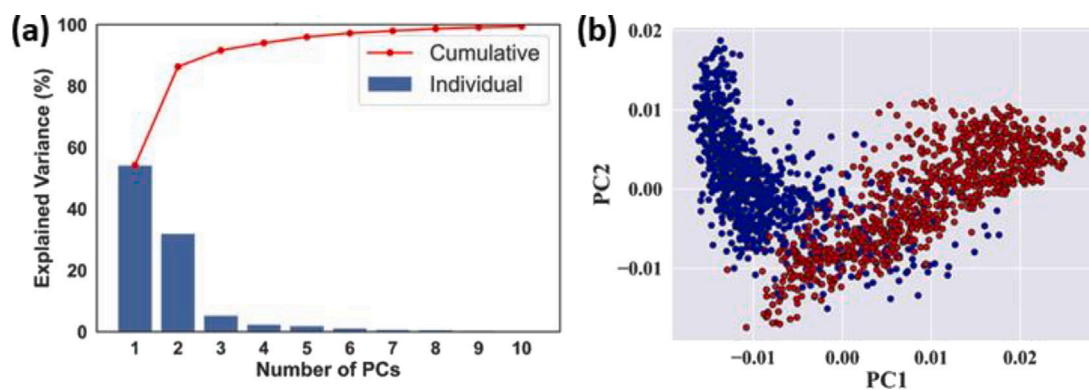 (a)
100
80
60
40
20
0
Explained Variance (%)
Cumulative
Individual
1 2 3 4 5 6 7 8 9 10
Number of PCs
(b)
0.02
0.01
0.00
−0.01
PC2
−0.01 0.00 0.01 0.02
PC1